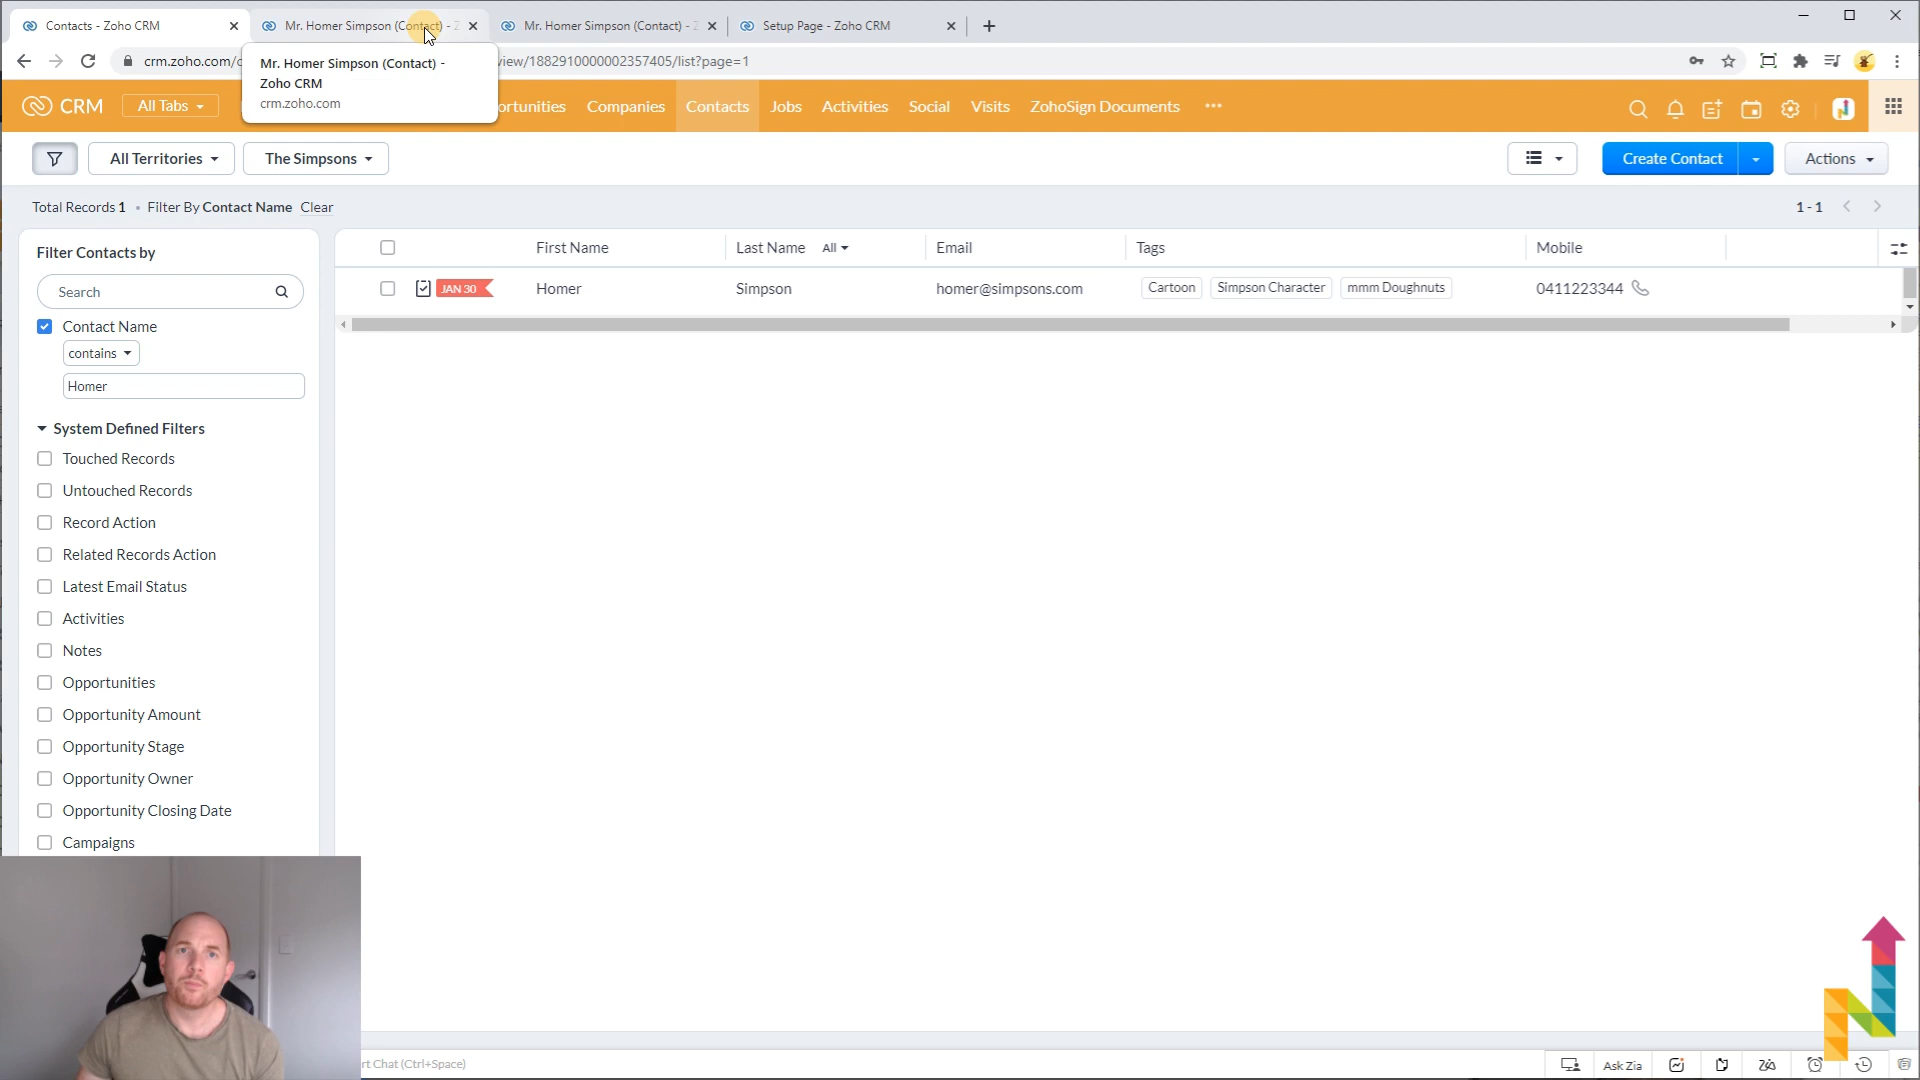 Contacts - Zoho CRM
Mr. Homer Simpson (Contact) - Z
Mr. Homer Simpson (Contact) - Z
Setup Page - Zoho CRM
crm.zoho.com/c
view/1882910000002357405/list?page=1
Mr. Homer Simpson (Contact) -
Zoho CRM
crm.zoho.com
CRM
All Tabs
ortunities
Companies
Contacts
Jobs
Activities
Social
Visits
ZohoSign Documents
All Territories
The Simpsons
Create Contact
Actions
Total Records 1 • Filter By Contact Name Clear
1 - 1
Filter Contacts by
Search
Contact Name
contains
Homer
System Defined Filters
Touched Records
Untouched Records
Record Action
Related Records Action
Latest Email Status
Activities
Notes
Opportunities
Opportunity Amount
Opportunity Stage
Opportunity Owner
Opportunity Closing Date
Campaigns
First Name
Last Name All
Email
Tags
Mobile
JAN 30
Homer
Simpson
homer@simpsons.com
Cartoon
Simpson Character
mmm Doughnuts
0411223344
rt Chat (Ctrl+Space)
Ask Zia